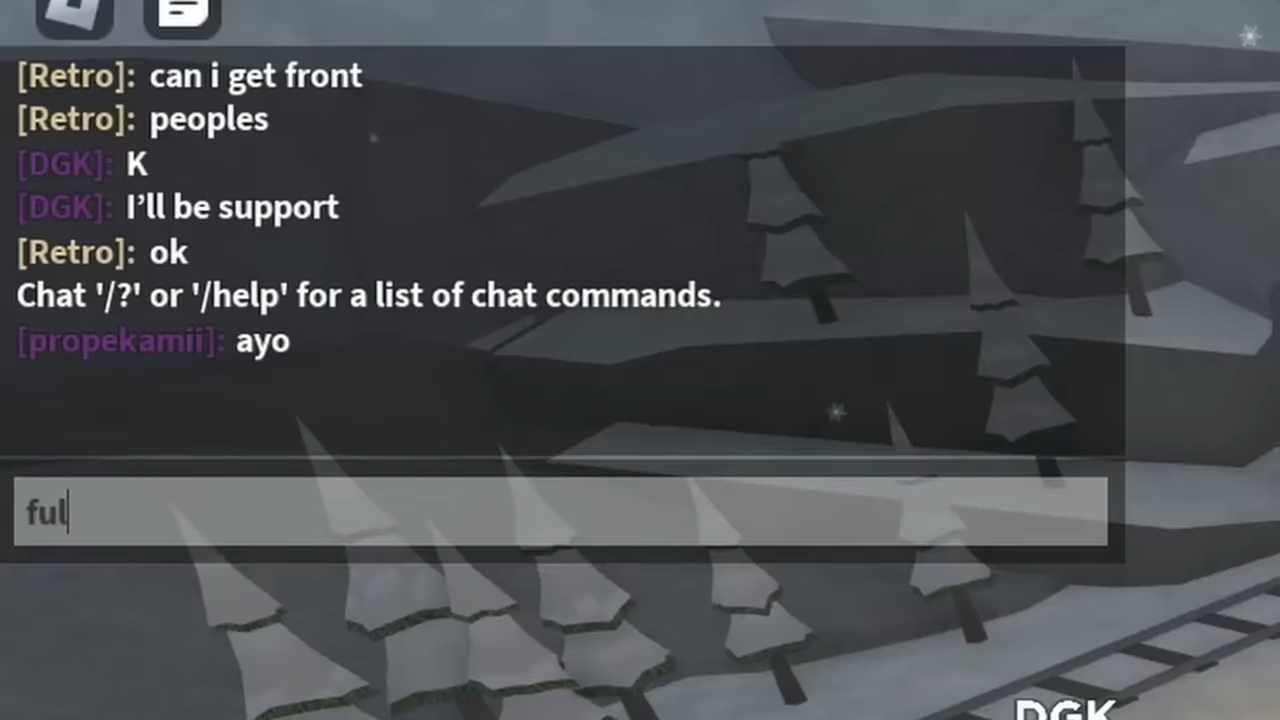 [Retro]: can i get front
[Retro]: peoples
[DGK]: K
[DGK]: I’ll be support
[Retro]: ok
Chat '/?' or '/help' for a list of chat commands.
[propekamii]: ayo
ful
DGK